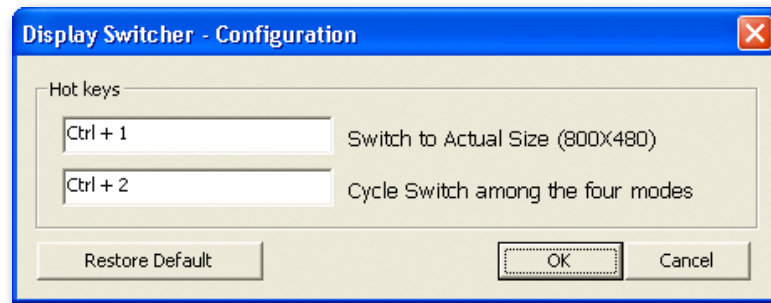 Display Switcher - Configuration
Hot keys
Ctrl + 1
Switch to Actual Size (800X480)
Ctrl + 2
Cycle Switch among the four modes
Restore Default
OK
Cancel